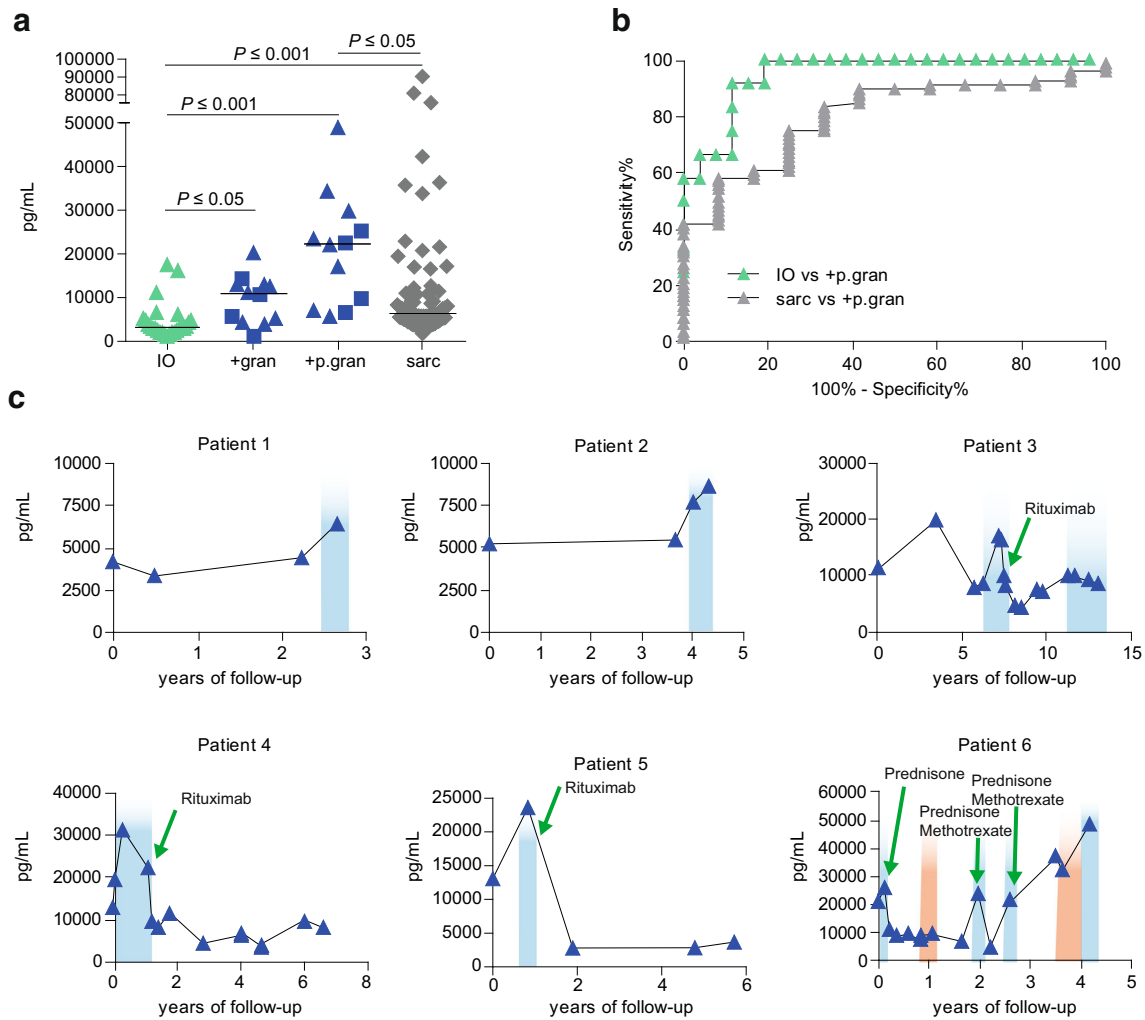 a
P ≤ 0.05
P ≤ 0.001
P ≤ 0.001
P ≤ 0.05
100000
90000
80000
50000
40000
30000
20000
10000
0
pg/mL
IO +gran +p.gran sarc
b
100
80
60
40
20
0
Sensitivity%
IO vs +p.gran
sarc vs +p.gran
0 20 40 60 80 100
100% - Specificity%
c
Patient 1
10000
7500
5000
2500
0
pg/mL
0 1 2 3
years of follow-up
Patient 2
10000
7500
5000
2500
0
pg/mL
0 1 2 3 4 5
years of follow-up
Patient 3
30000
20000
10000
0
pg/mL
Rituximab
0 5 10 15
years of follow-up
Patient 4
40000
30000
20000
10000
0
pg/mL
Rituximab
0 2 4 6 8
years of follow-up
Patient 5
25000
20000
15000
10000
5000
0
pg/mL
Rituximab
0 2 4 6 8
years of follow-up
Patient 6
60000
50000
40000
30000
20000
10000
0
pg/mL
Prednisone
Prednisone
Methotrexate
Prednisone
Methotrexate
0 1 2 3 4 5
years of follow-up